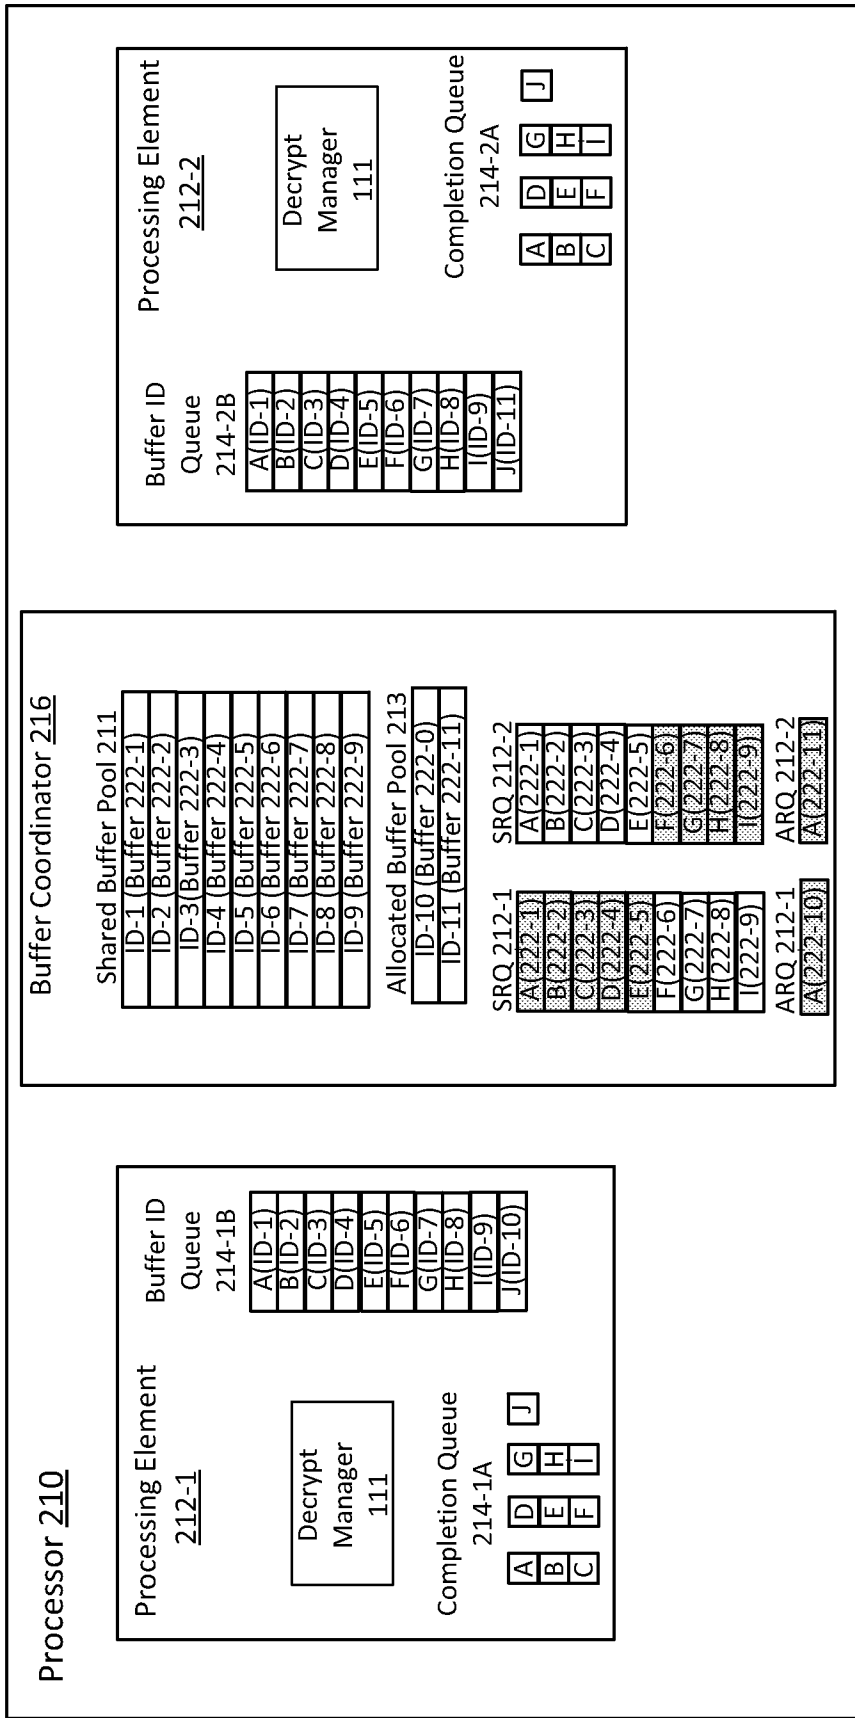 Processor 210
Processing Element
212-1
Decrypt
Manager
111
Completion Queue
214-1A
A
B
C
D
E
F
G
H
I
J
Buffer ID
Queue
214-1B
A(ID-1)
B(ID-2)
C(ID-3)
D(ID-4)
E(ID-5)
F(ID-6)
G(ID-7)
H(ID-8)
I(ID-9)
J(ID-10)
Buffer Coordinator 216
Shared Buffer Pool 211
ID-1 (Buffer 222-1)
ID-2 (Buffer 222-2)
ID-3(Buffer 222-3)
ID-4 (Buffer 222-4)
ID-5 (Buffer 222-5)
ID-6 (Buffer 222-6)
ID-7 (Buffer 222-7)
ID-8 (Buffer 222-8)
ID-9 (Buffer 222-9)
Allocated Buffer Pool 213
ID-10 (Buffer 222-0)
ID-11 (Buffer 222-11)
SRQ 212-1
A(222-1)
B(222-2)
C(222-3)
D(222-4)
E(222-5)
F(222-6)
G(222-7)
H(222-8)
I(222-9)
ARQ 212-1
A(222-10)
SRQ 212-2
A(222-1)
B(222-2)
C(222-3)
D(222-4)
E(222-5)
F(222-6)
G(222-7)
H(222-8)
I(222-9)
ARQ 212-2
A(222-11)
Buffer ID
Queue
214-2B
A(ID-1)
B(ID-2)
C(ID-3)
D(ID-4)
E(ID-5)
F(ID-6)
G(ID-7)
H(ID-8)
I(ID-9)
J(ID-11)
Processing Element
212-2
Decrypt
Manager
111
Completion Queue
214-2A
A
B
C
D
E
F
G
H
I
J